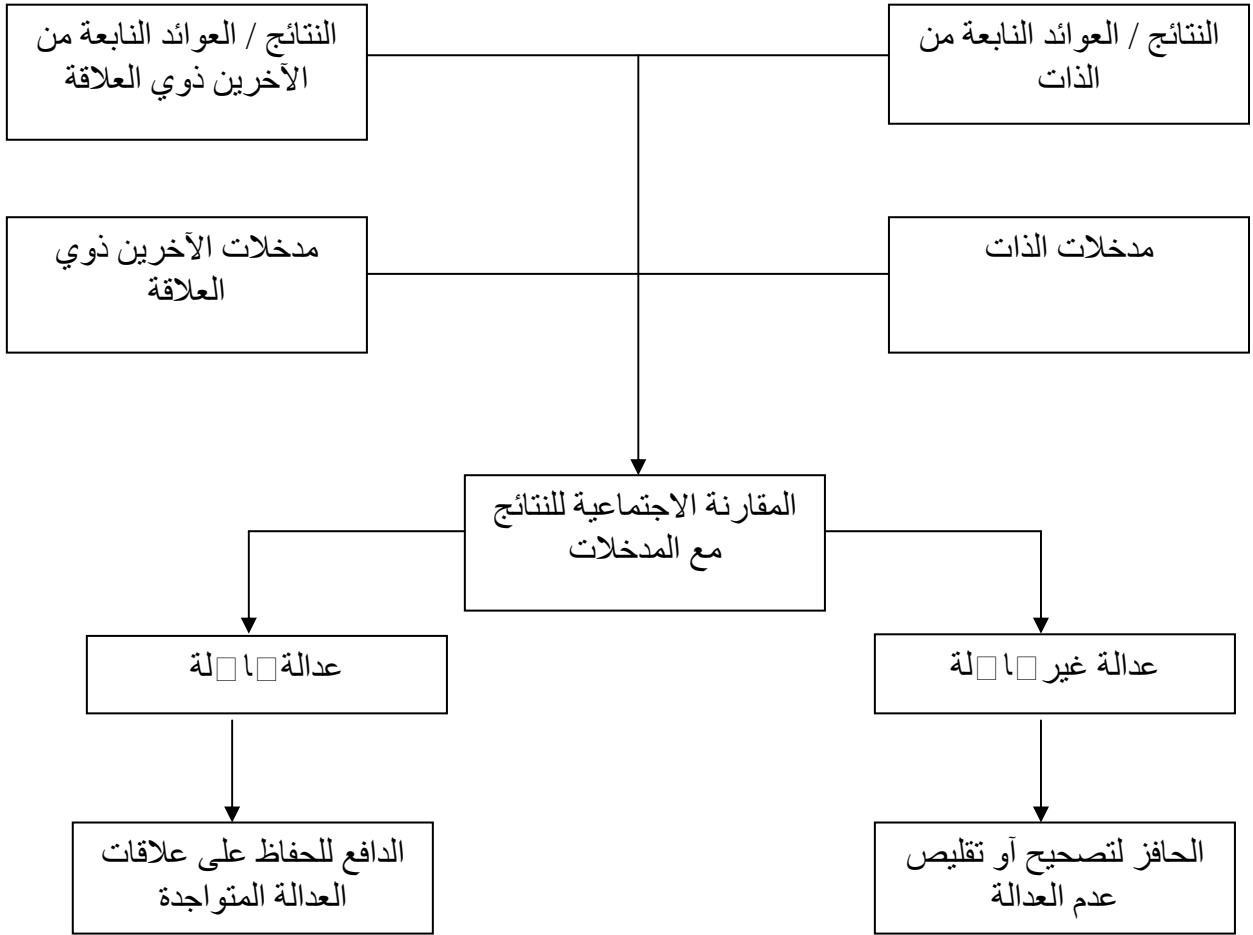 النتائج / العوائد النابعة من
الذات
النتائج / العوائد النابعة من
الآخرين ذوي العلاقة
مدخلات الذات
مدخلات الآخرين ذوي
العلاقة
المقارنة الاجتماعية للنتائج
مع المدخلات
عدالة غير
عدالة
الحافز لتصحيح آو تقليص
عدم العدالة
الدافع للحفاظ على علاقات
العدالة المتواجدة